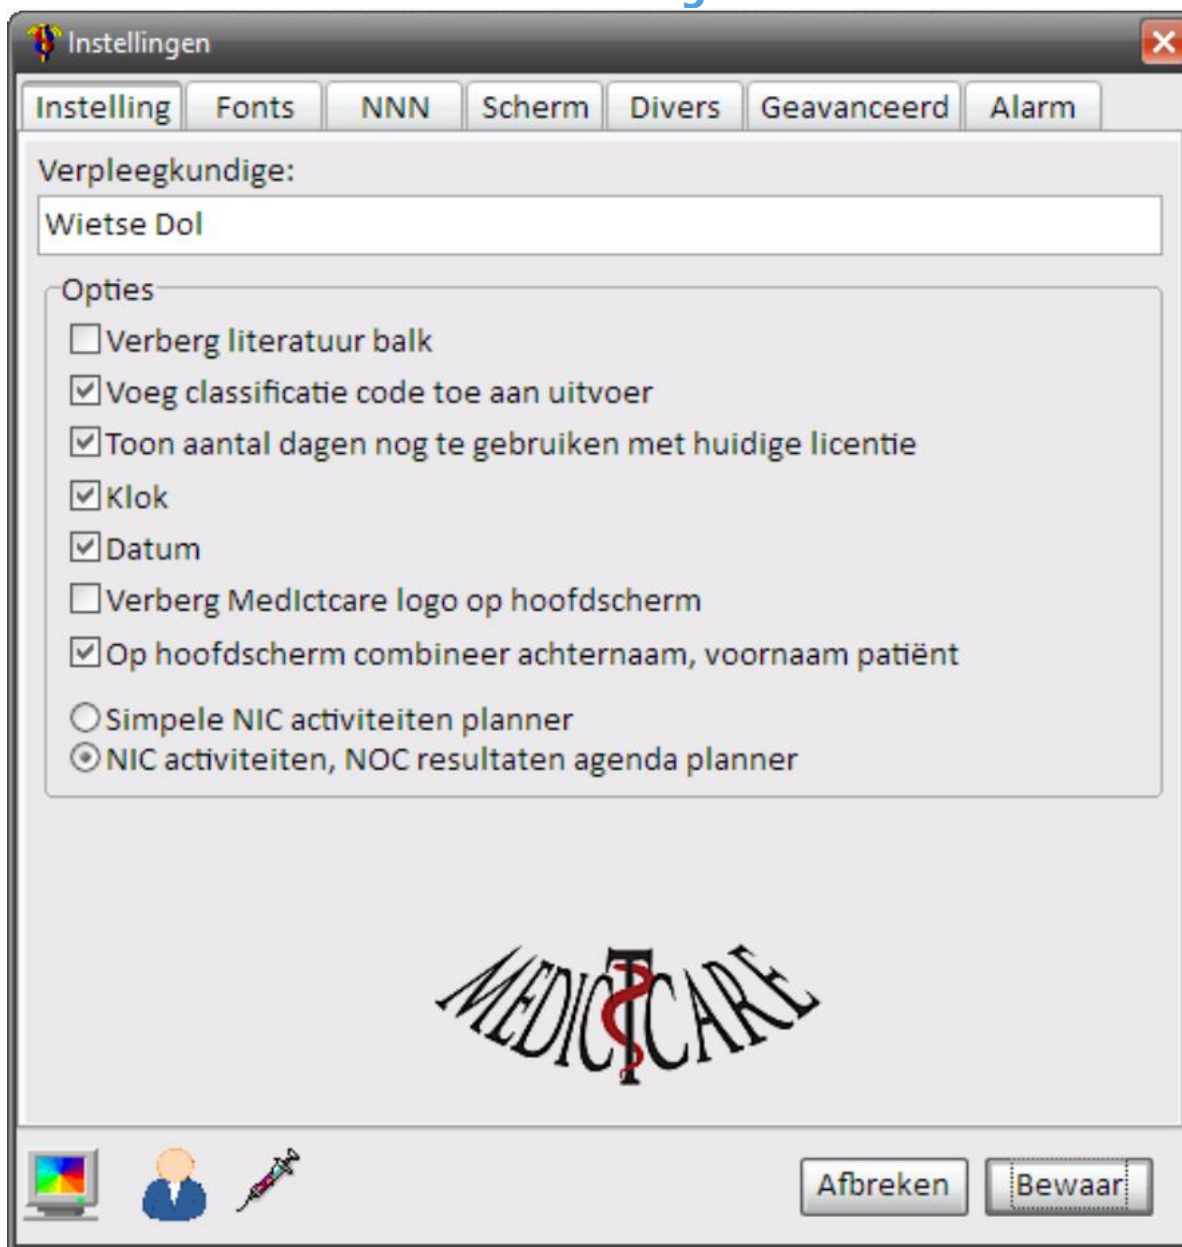 Instellingen
Instelling Fonts NNN Scherm Divers Geavanceerd Alarm
Verpleegkundige:
Wietse Dol
Opties
Verberg literatuur balk
Voeg classificatie code toe aan uitvoer
Toon aantal dagen nog te gebruiken met huidige licentie
Klok
Datum
Verberg MedIctcare logo op hoofdscherm
Op hoofdscherm combineer achternaam, voornaam patiënt
Simpele NIC activiteiten planner
NIC activiteiten, NOC resultaten agenda planner
MEDICTCARE
Afbreken Bewaar